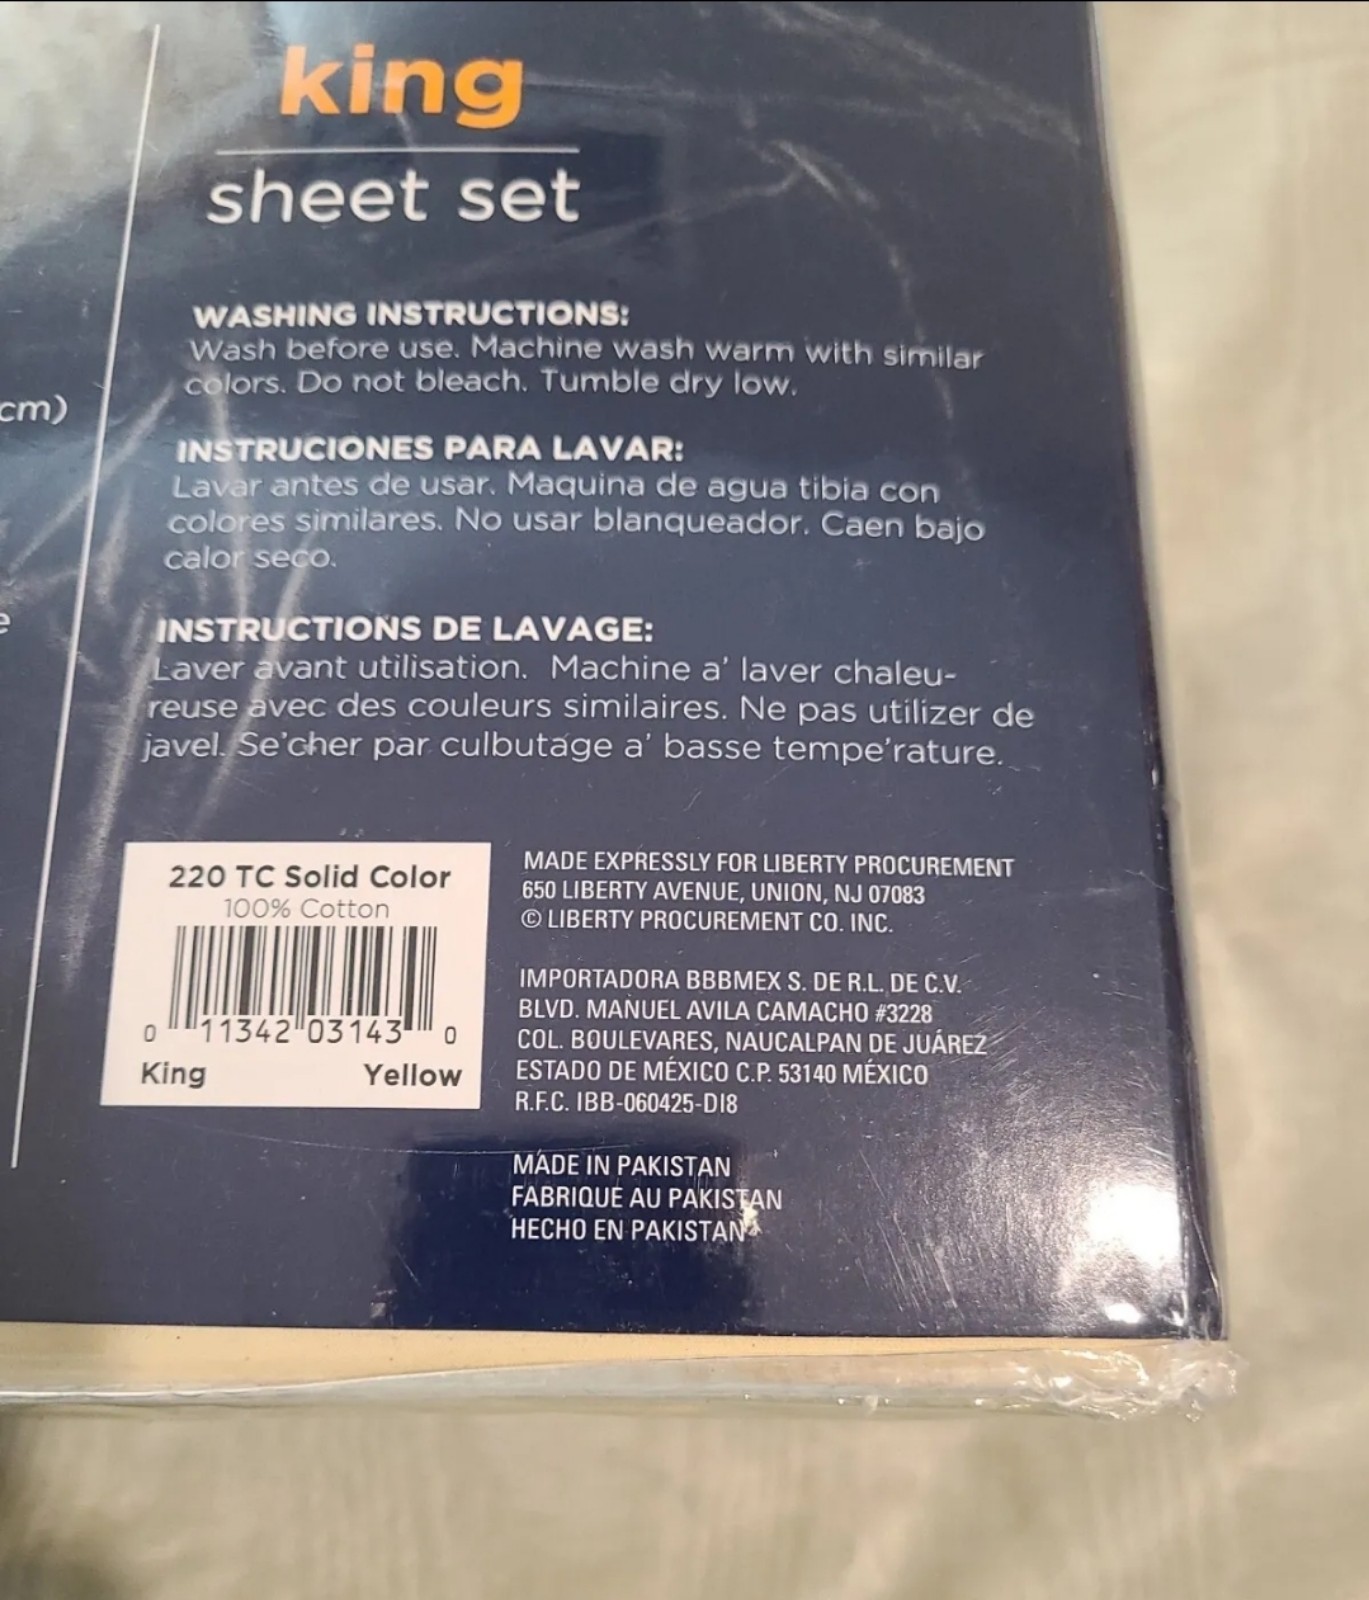 king
sheet set
WASHING INSTRUCTIONS:
Wash before use. Machine wash warm with similar
colors. Do not bleach. Tumble dry low.
cm)
INSTRUCIONES PARA LAVAR:
Lavar antes de usar. Maquina de agua tibia con
colores similares. No usar blanqueador. Caen bajo
calor seco.
e
INSTRUCTIONS DE LAVAGE:
Laver avant utilisation. Machine a' laver chaleu-
reuse avec des couleurs similaires. Ne pas utilizer de
javel. Se'cher par culbutage a' basse tempe'rature.
220 TC Solid Color
100% Cotton
0 11342 03143 0
King Yellow
MADE EXPRESSLY FOR LIBERTY PROCUREMENT
650 LIBERTY AVENUE, UNION, NJ 07083
© LIBERTY PROCUREMENT CO. INC.
IMPORTADORA BBBMEX S. DE R.L. DE C.V.
BLVD. MANUEL AVILA CAMACHO #3228
COL. BOULEVARES, NAUCALPAN DE JUÁREZ
ESTADO DE MÉXICO C.P. 53140 MÉXICO
R.F.C. IBB-060425-DI8
MADE IN PAKISTAN
FABRIQUE AU PAKISTAN
HECHO EN PAKISTAN